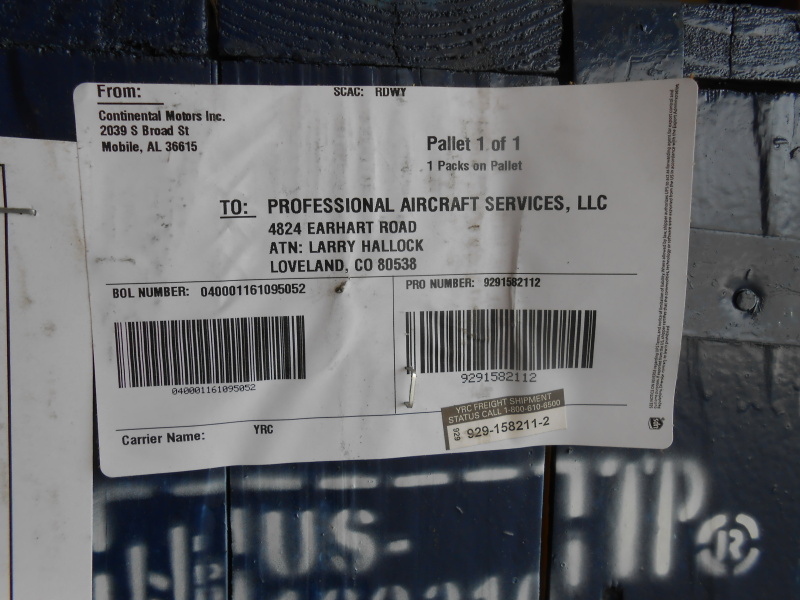 From:
SCAC: RDWY
Continental Motors Inc.
2039 S Broad St
Mobile, AL 36615
Pallet 1 of 1
1 Packs on Pallet
TO: PROFESSIONAL AIRCRAFT SERVICES, LLC
4824 EARHART ROAD
ATN: LARRY HALLOCK
LOVELAND, CO 80538
BOL NUMBER: 040001161095052
PRO NUMBER: 9291582112
040001161095052
9291582112
Carrier Name: YRC
YRC FREIGHT SHIPMENT
STATUS CALL 1-800-610-6500
929 929-158211-2
US-
TP
R